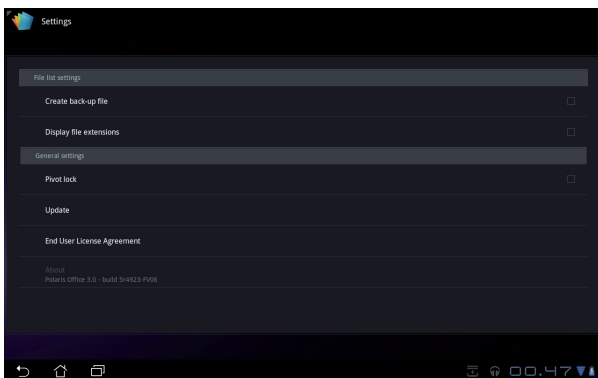 Settings
File list settings
Create back-up file
Display file extensions
General settings
Pivot lock
Update
End User License Agreement
About
Polaris Office 3.0 - build 5r4923-FV06
00.47